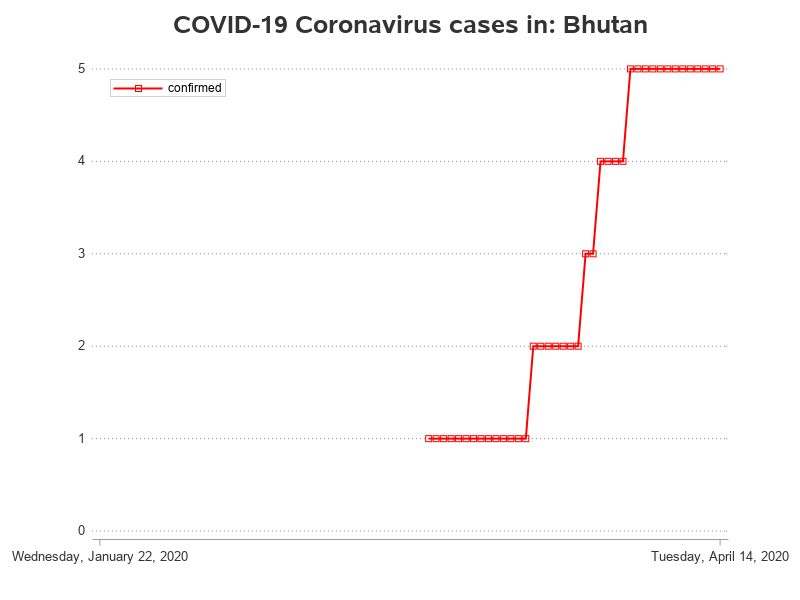 COVID-19 Coronavirus cases in: Bhutan
5
confirmed
4
3
2
1
0
Wednesday, January 22, 2020
Tuesday, April 14, 2020